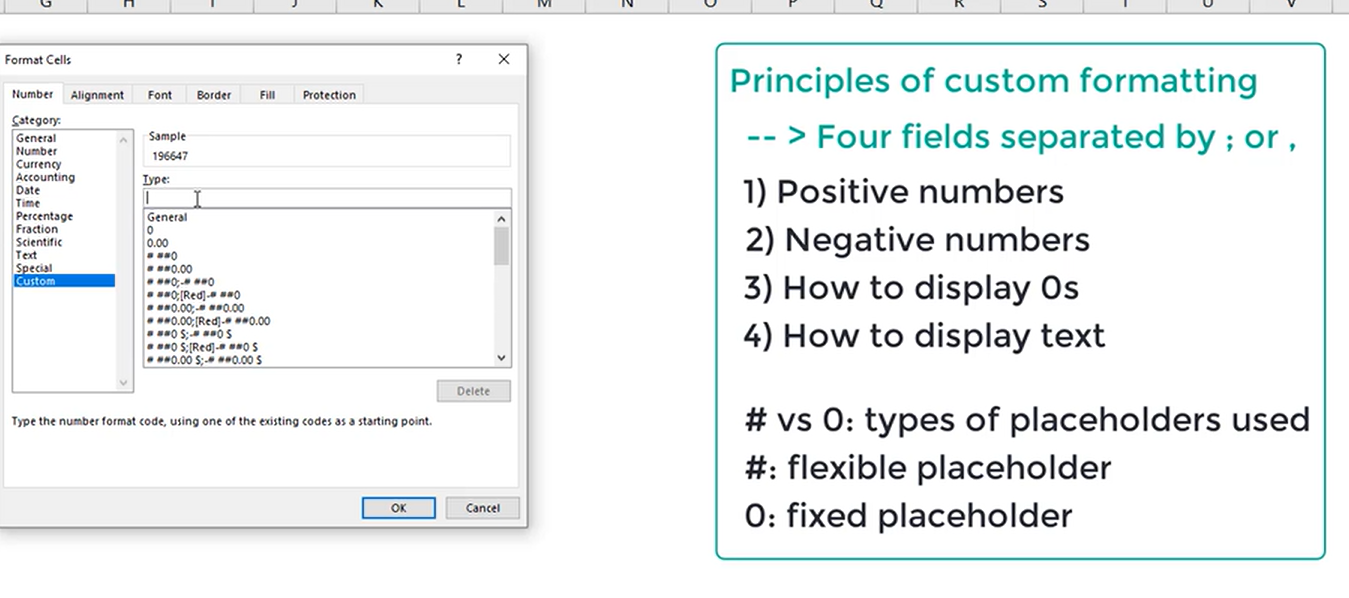 G H I J K L M N O P Q R S T U V
Format Cells ? ×
Number Alignment Font Border Fill Protection
Category:
General
Number
Currency
Accounting
Date
Time
Percentage
Fraction
Scientific
Text
Special
Custom
Sample
196647
Type:
General
0
0.00
# ##0
# ##0.00
# ##0;-# ##0
# ##0;[Red]-# ##0
# ##0.00;-# ##0.00
# ##0.00;[Red]-# ##0.00
# ##0 $;-# ##0 $
# ##0 $;[Red]-# ##0 $
# ##0.00 $;-# ##0.00 $
Delete
Type the number format code, using one of the existing codes as a starting point.
OK Cancel
Principles of custom formatting
-- > Four fields separated by ; or ,
1) Positive numbers
2) Negative numbers
3) How to display 0s
4) How to display text
# vs 0: types of placeholders used
#: flexible placeholder
0: fixed placeholder